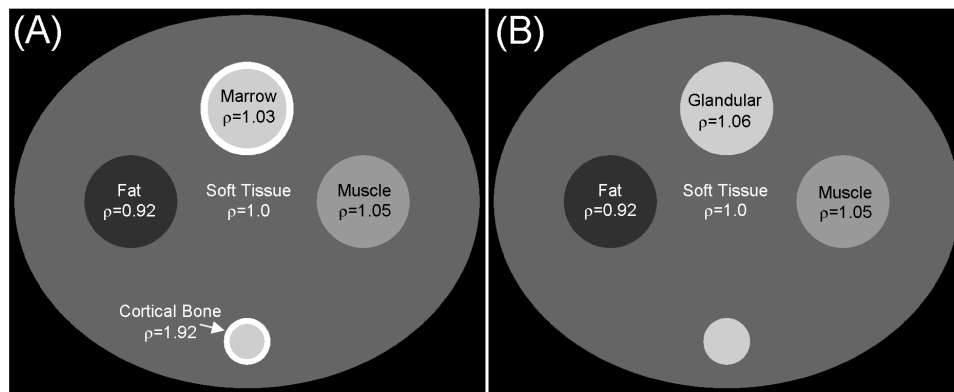 (A)
Marrow
ρ=1.03
Fat
ρ=0.92
Soft Tissue
ρ=1.0
Muscle
ρ=1.05
Cortical Bone
ρ=1.92
(B)
Glandular
ρ=1.06
Fat
ρ=0.92
Soft Tissue
ρ=1.0
Muscle
ρ=1.05